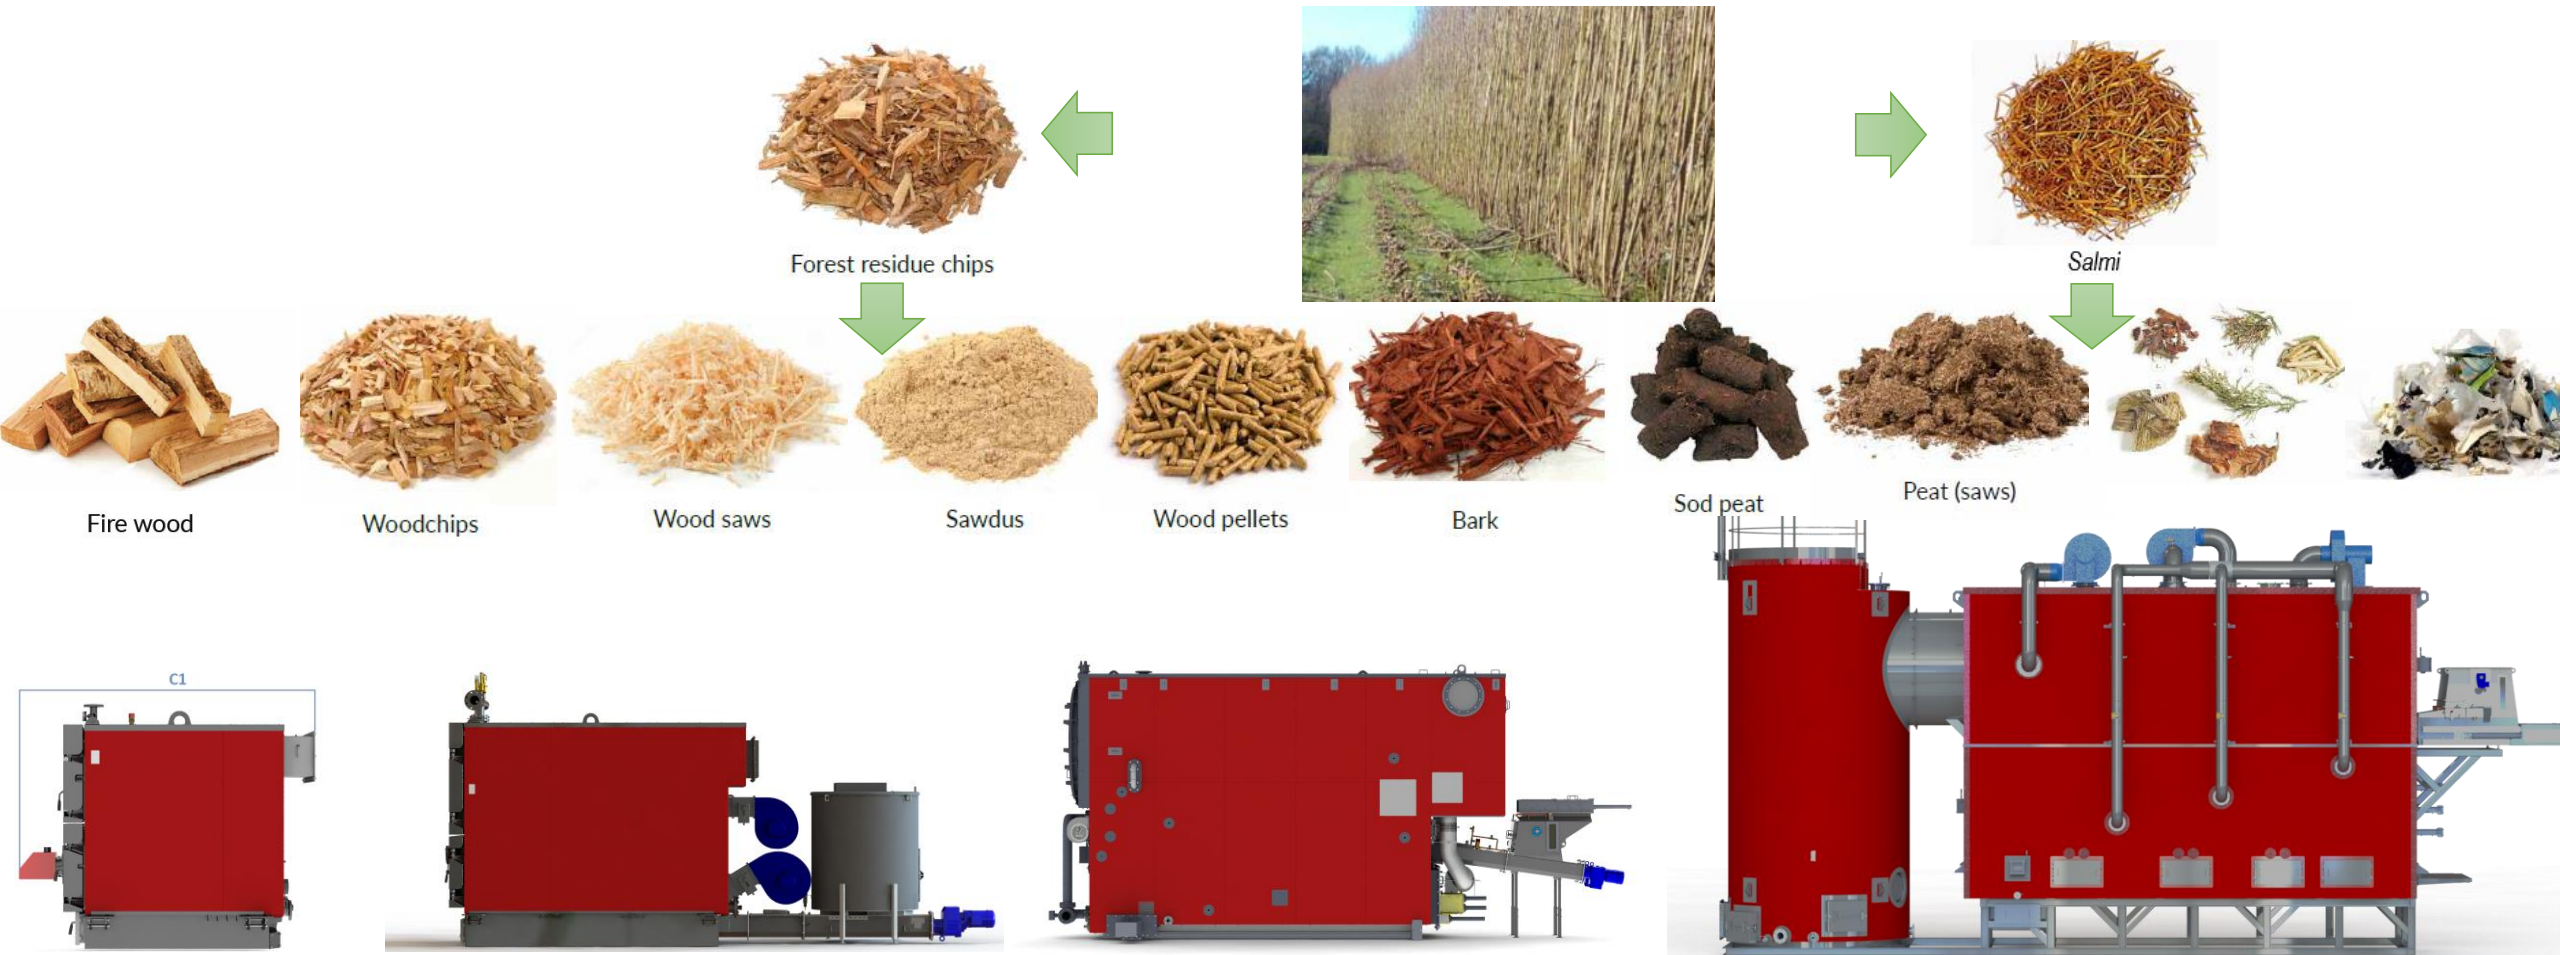 Forest residue chips
Salmi
Fire wood
Woodchips
Wood saws
Sawdus
Wood pellets
Bark
Sod peat
Peat (saws)
C1